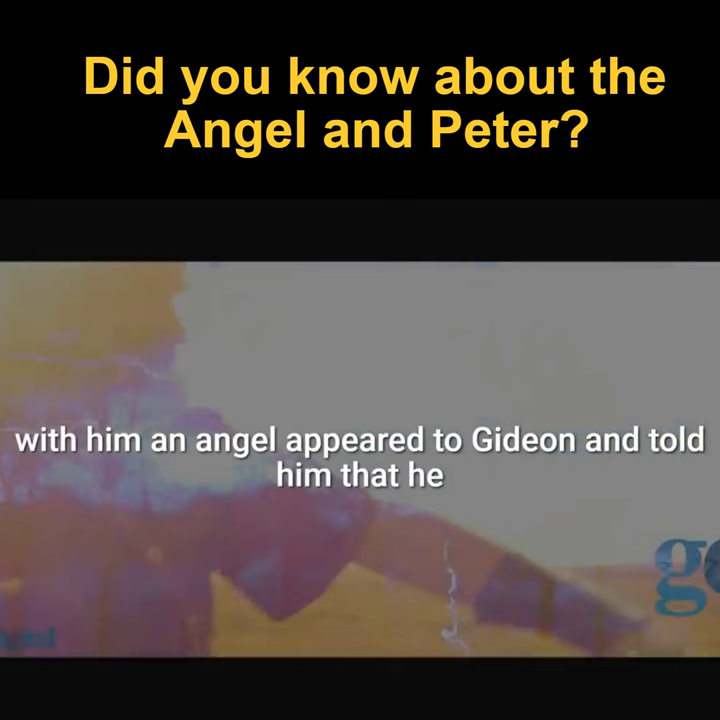 Did you know about the
Angel and Peter?
with him an angel appeared to Gideon and told
him that he